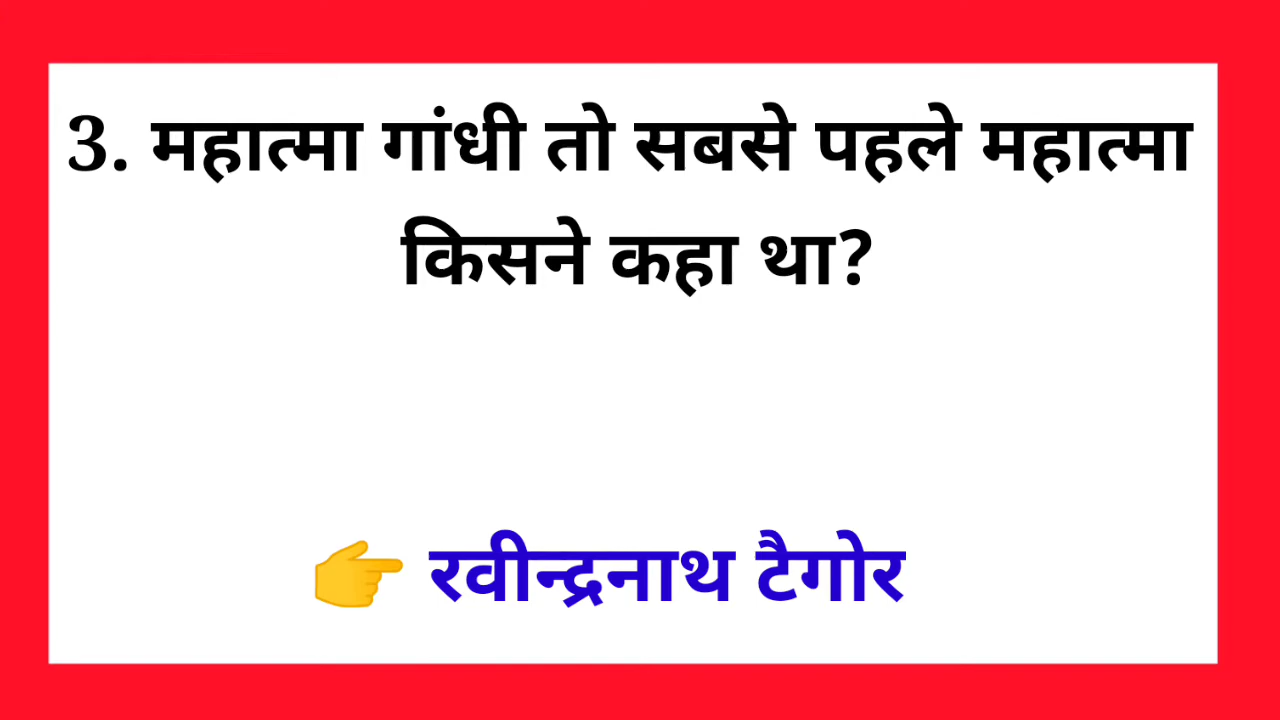 3. महात्मा गांधी तो सबसे पहले महात्मा
किसने कहा था?
👉 रवीन्द्रनाथ टैगोर